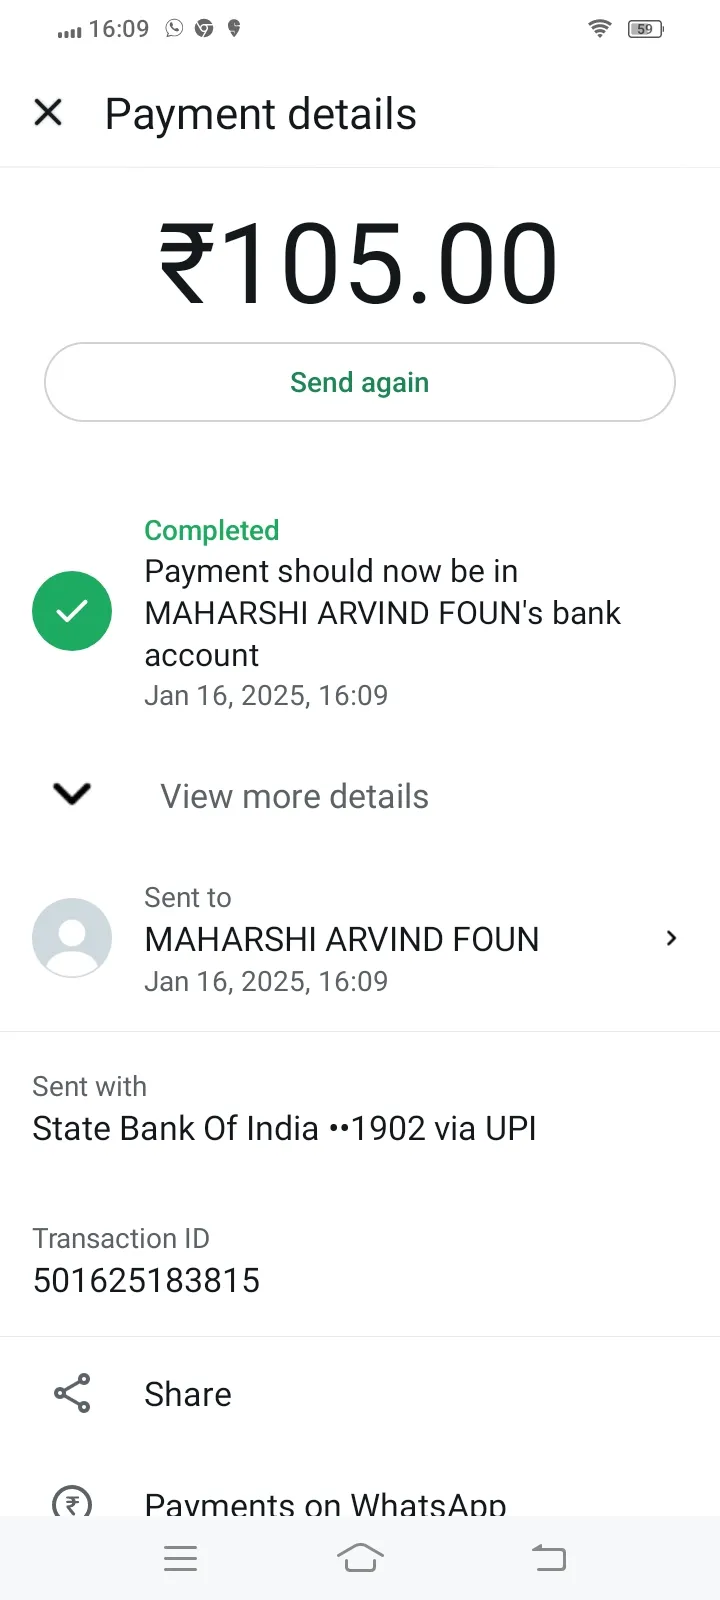 16:09
59
Payment details
₹105.00
Send again
Completed
Payment should now be in
MAHARSHI ARVIND FOUN's bank
account
Jan 16, 2025, 16:09
View more details
Sent to
MAHARSHI ARVIND FOUN
Jan 16, 2025, 16:09
Sent with
State Bank Of India ••1902 via UPI
Transaction ID
501625183815
Share
Payments on WhatsApp